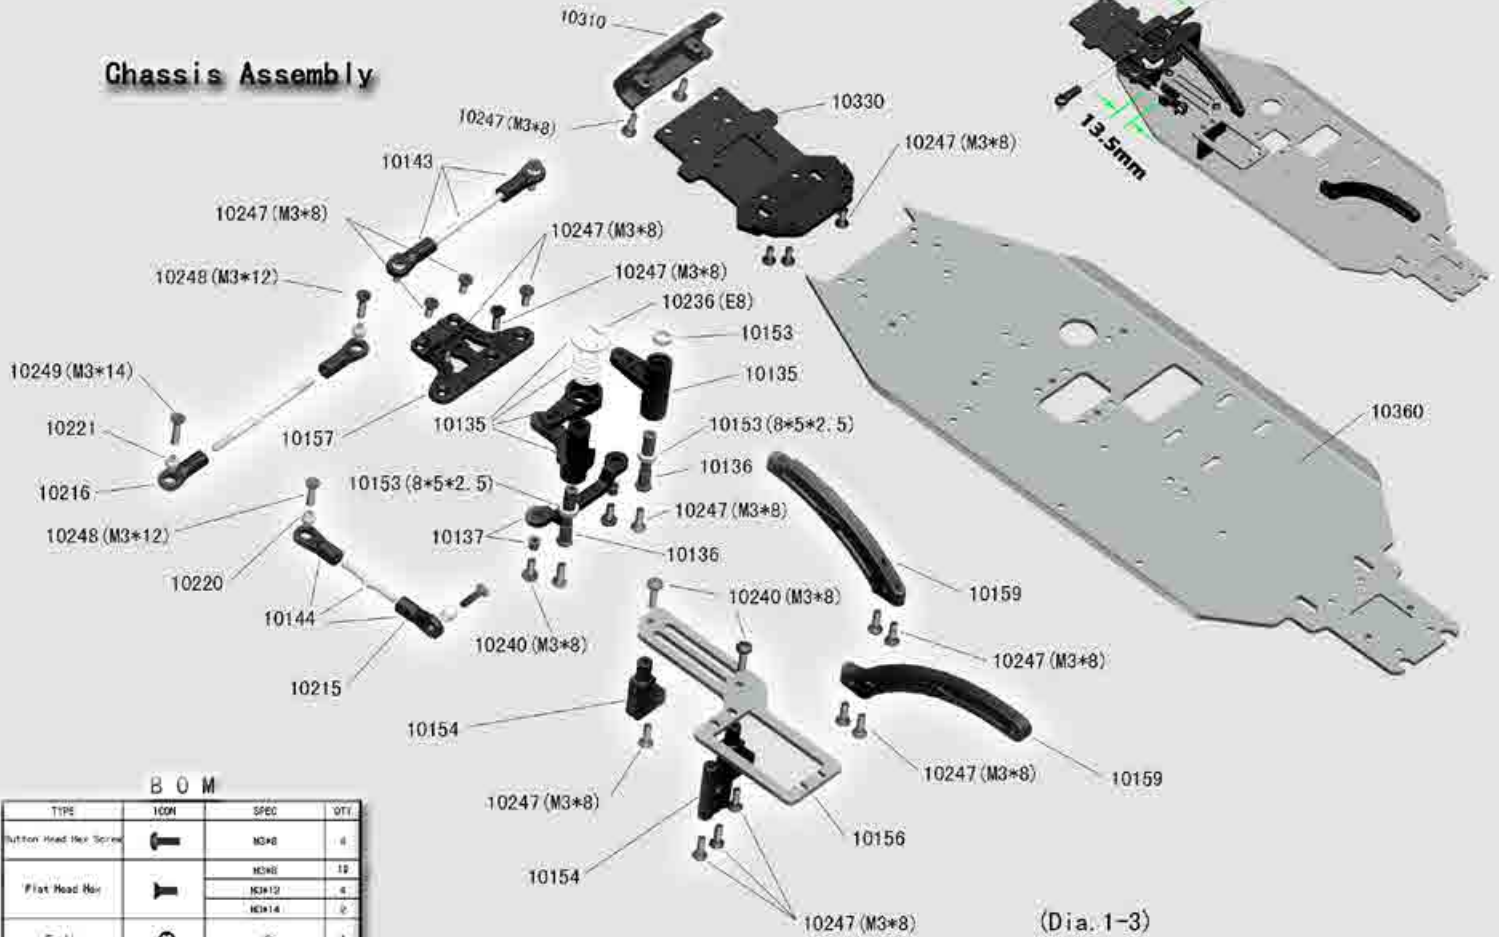 10310
Chassis Assembly
10330
10247(M3*8)
10247(M3*8)
13.5mm
10143
10247(M3*8)
10247(M3*8)
10248(M3*12)
10247(M3*8)
10236(E8)
10153
10249(M3*14)
10135
10221
10157
10135
10153(8*5*2.5)
10360
10216
10153(8*5*2.5)
10136
10248(M3*12)
10137
10247(M3*8)
10136
10220
10144
10240(M3*8)
10159
10240(M3*8)
10247(M3*8)
10215
10154
10247(M3*8)
10159
10247(M3*8)
10156
10154
10247(M3*8)
(Dia.1-3)
BOM
TYPE ICON SPEC QTY
Button Head Hex Screw M3*8
Flat Head Hex M3*8
M3*12 4
M3*14 2